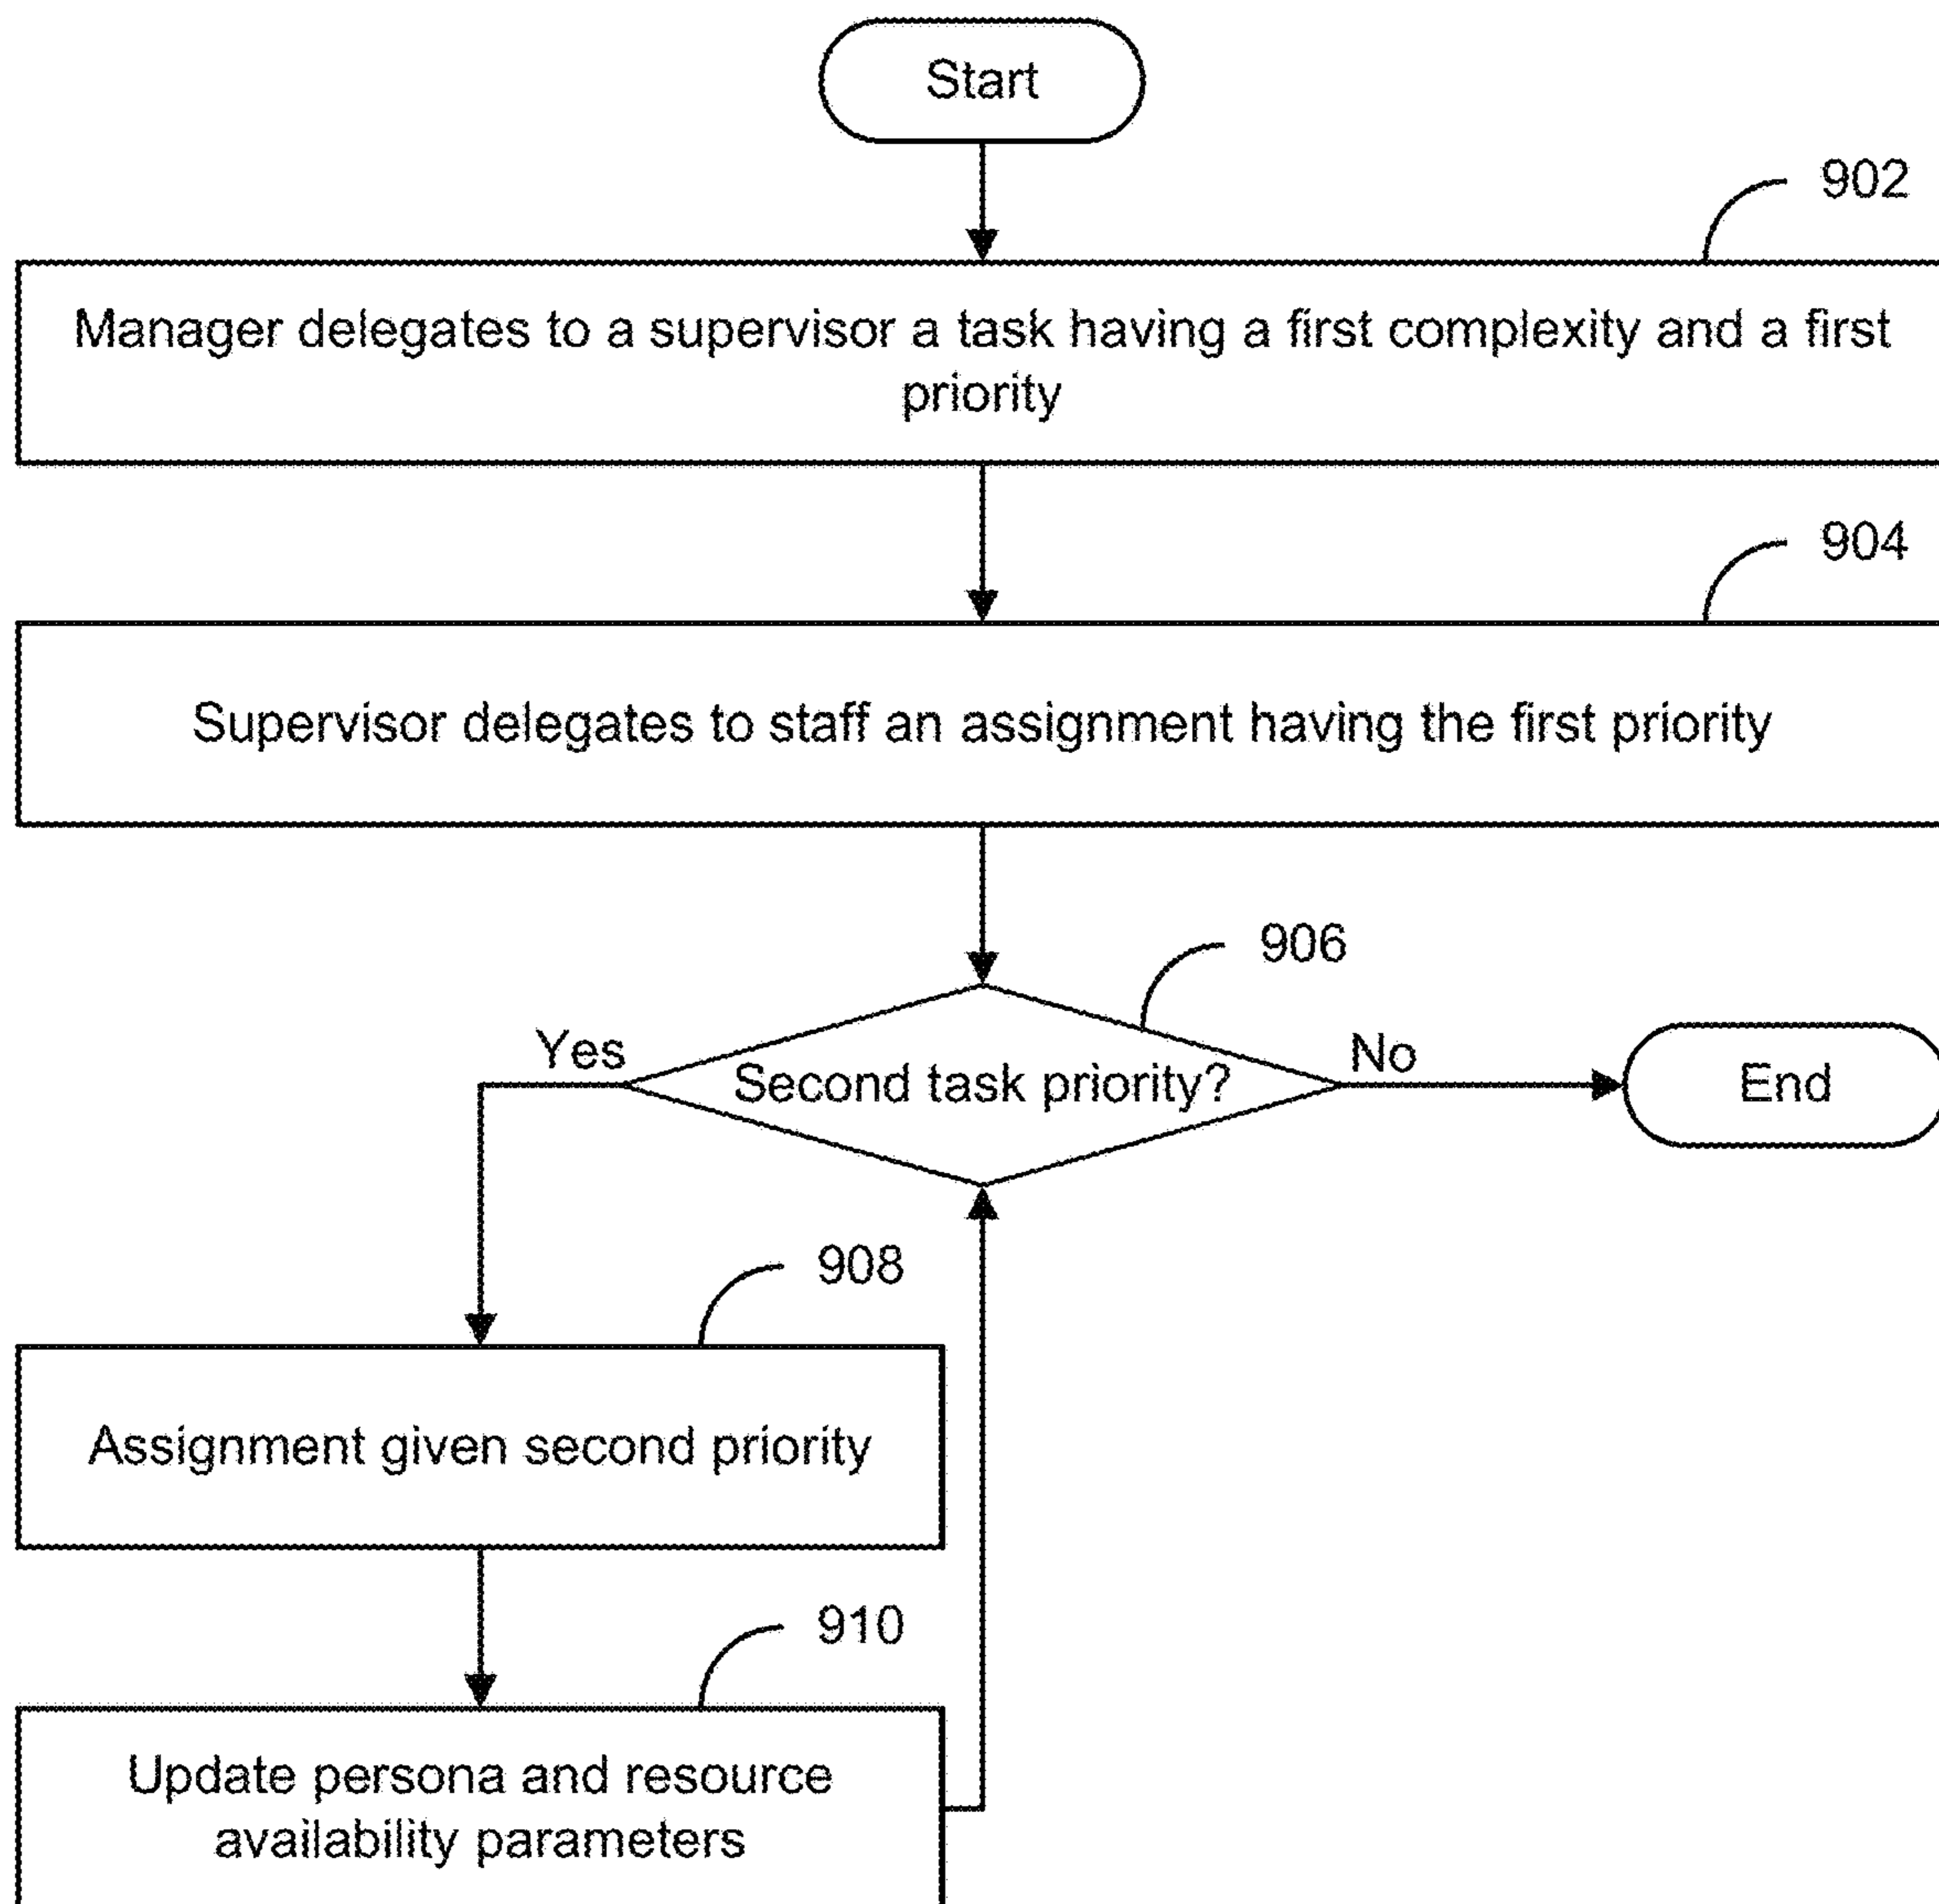 Start
902
Manager delegates to a supervisor a task having a first complexity and a first
priority
904
Supervisor delegates to staff an assignment having the first priority
906
Yes
Second task priority?
No
End
908
Assignment given second priority
910
Update persona and resource
availability parameters